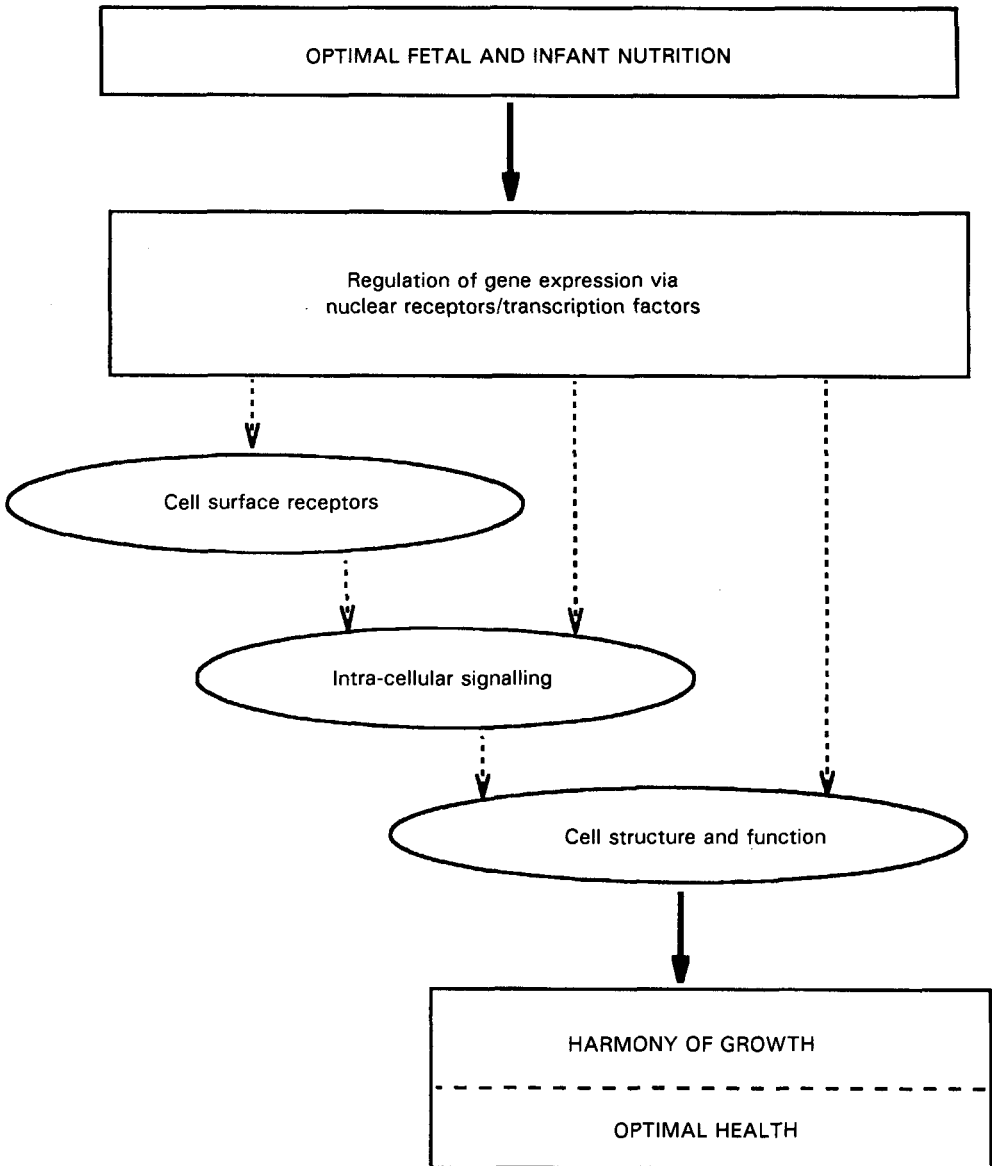 OPTIMAL FETAL AND INFANT NUTRITION
Regulation of gene expression via
nuclear receptors/transcription factors
Cell surface receptors
Intra-cellular signalling
Cell structure and function
HARMONY OF GROWTH
OPTIMAL HEALTH